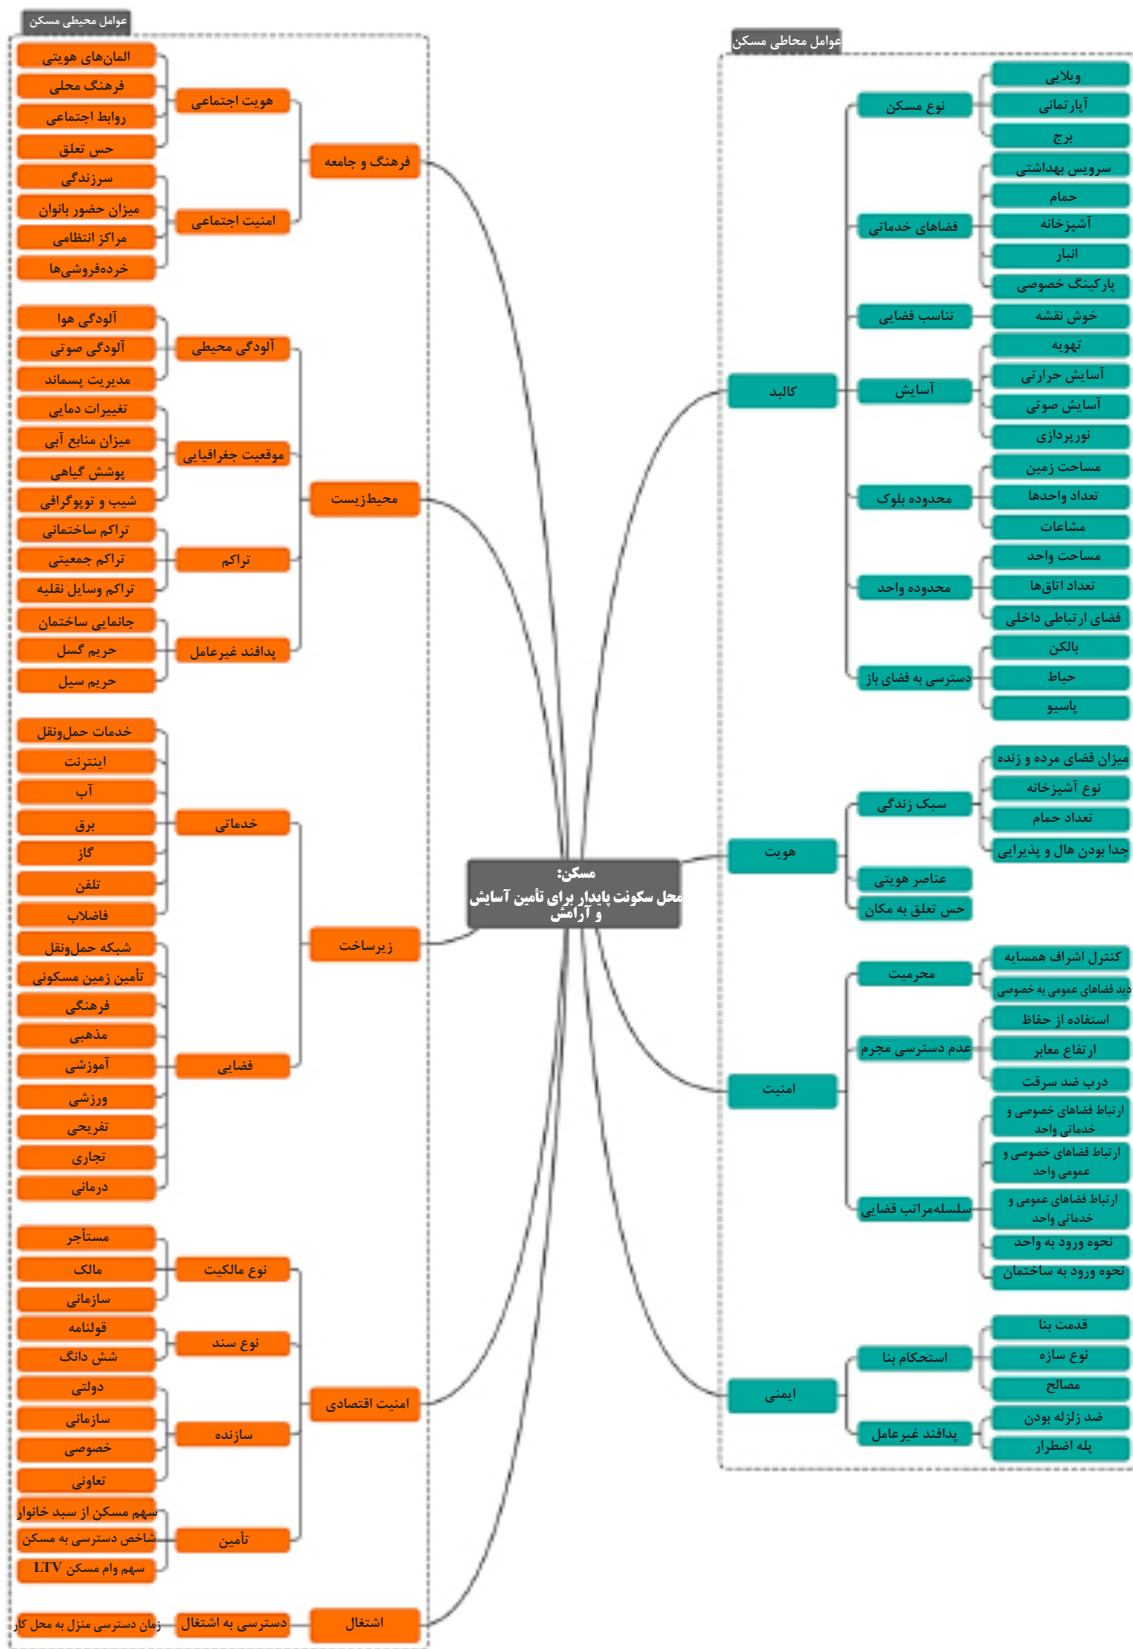 عوامل محاطی مسکن
کالبد
نوع مسکن
ویلایی
آپارتمانی
برج
فضاهای خدماتی
سرویس بهداشتی
حمام
آشپزخانه
انبار
پارکینگ خصوصی
تناسب فضایی
خوش نقشه
آسایش
تهویه
آسایش حرارتی
آسایش صوتی
نورپردازی
محدوده بلوک
مساحت زمین
تعداد واحدها
مشاعات
محدوده واحد
مساحت واحد
تعداد اتاق‌ها
فضای ارتباطی داخلی
دسترسی به فضای باز
بالکن
حیاط
پاسیو
هویت
سبک زندگی
میزان فضای مرده و زنده
نوع آشپزخانه
تعداد حمام
جدا بودن هال و پذیرایی
عناصر هویتی
حس تعلق به مکان
امنیت
محرمیت
کنترل اشراف همسایه
دید فضاهای عمومی به خصوصی
عدم دسترسی مجرم
استفاده از حفاظ
ارتفاع معابر
درب ضد سرقت
سلسله‌مراتب فضایی
ارتباط فضاهای خصوصی و
خدماتی واحد
ارتباط فضاهای خصوصی و
عمومی واحد
ارتباط فضاهای عمومی و
خدماتی واحد
نحوه ورود به واحد
نحوه ورود به ساختمان
ایمنی
استحکام بنا
قدمت بنا
نوع سازه
مصالح
پدافند غیرعامل
ضد زلزله بودن
پله اضطرار
مسکن:
محل سکونت پایدار برای تأمین آسایش
و آرامش
عوامل محیطی مسکن
فرهنگ و جامعه
هویت اجتماعی
المان‌های هویتی
فرهنگ محلی
روابط اجتماعی
حس تعلق
امنیت اجتماعی
سرزندگی
میزان حضور بانوان
مراکز انتظامی
خرده‌فروشی‌ها
محیط‌زیست
آلودگی محیطی
آلودگی هوا
آلودگی صوتی
مدیریت پسماند
موقعیت جغرافیایی
تغییرات دمایی
میزان منابع آبی
پوشش گیاهی
شیب و توپوگرافی
تراکم
تراکم ساختمانی
تراکم جمعیتی
تراکم وسایل نقلیه
پدافند غیرعامل
جانمایی ساختمان
حریم گسل
حریم سیل
زیرساخت
خدماتی
خدمات حمل‌ونقل
اینترنت
آب
برق
گاز
تلفن
فاضلاب
فضایی
شبکه حمل‌ونقل
تأمین زمین مسکونی
فرهنگی
مذهبی
آموزشی
ورزشی
تفریحی
تجاری
درمانی
امنیت اقتصادی
نوع مالکیت
مستأجر
مالک
سازمانی
نوع سند
قولنامه
شش دانگ
سازنده
دولتی
سازمانی
خصوصی
تعاونی
تأمین
سهم مسکن از سبد خانوار
شاخص دسترسی به مسکن
سهم وام مسکن LTV
اشتغال
دسترسی به اشتغال
زمان دسترسی منزل به محل کار